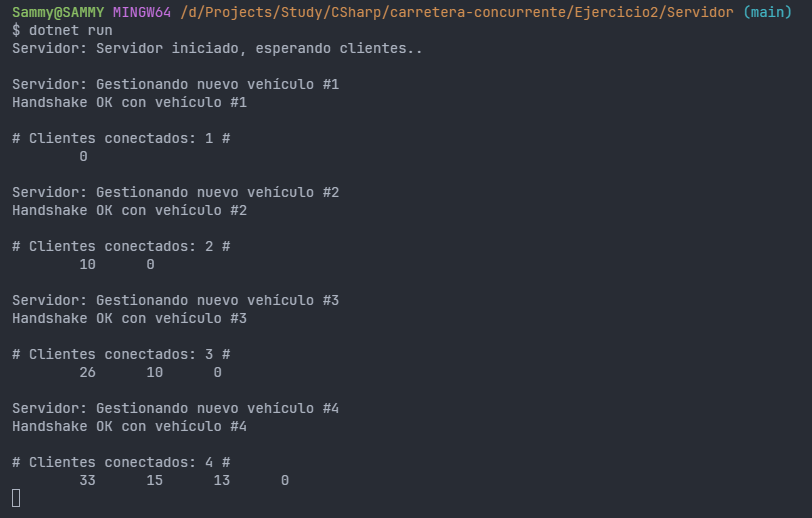 Sammy@SAMMY MINGW64 /d/Projects/Study/CSharp/carretera-concurrente/Ejercicio2/Servidor (main)
$ dotnet run
Servidor: Servidor iniciado, esperando clientes..
Servidor: Gestionando nuevo vehículo #1
Handshake OK con vehículo #1
# Clientes conectados: 1 #
0
Servidor: Gestionando nuevo vehículo #2
Handshake OK con vehículo #2
# Clientes conectados: 2 #
10 0
Servidor: Gestionando nuevo vehículo #3
Handshake OK con vehículo #3
# Clientes conectados: 3 #
26 10 0
Servidor: Gestionando nuevo vehículo #4
Handshake OK con vehículo #4
# Clientes conectados: 4 #
33 15 13 0